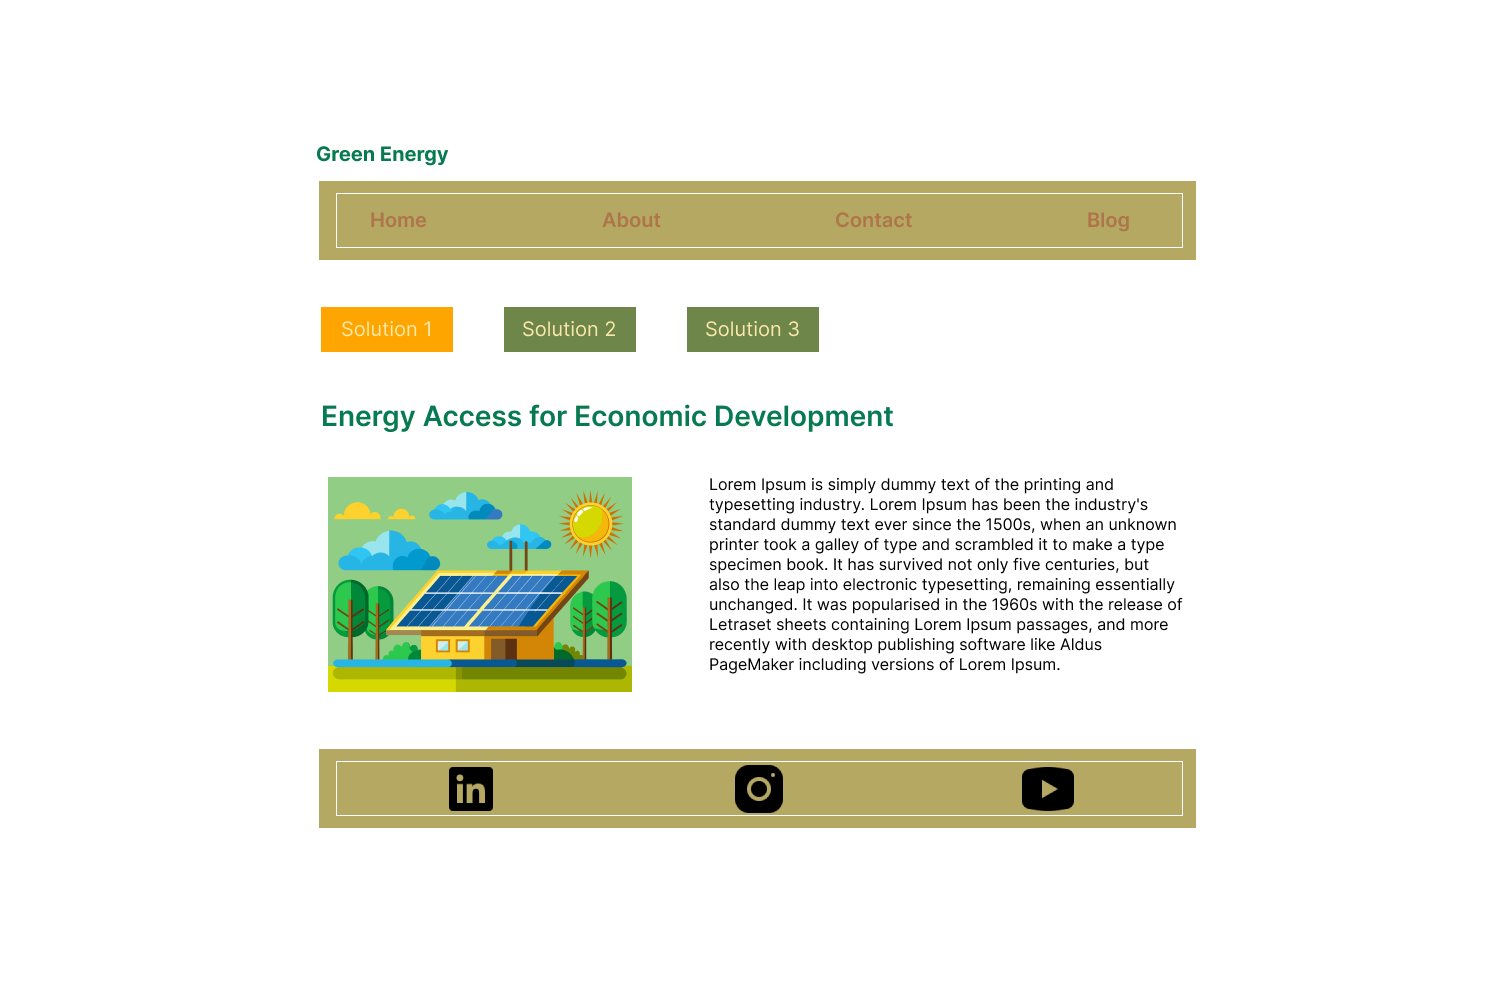 Green Energy
Home About Contact Blog
Solution 1 Solution 2 Solution 3
Energy Access for Economic Development
Lorem Ipsum is simply dummy text of the printing and
typesetting industry. Lorem Ipsum has been the industry's
standard dummy text ever since the 1500s, when an unknown
printer took a galley of type and scrambled it to make a type
specimen book. It has survived not only five centuries, but
also the leap into electronic typesetting, remaining essentially
unchanged. It was popularised in the 1960s with the release of
Letraset sheets containing Lorem Ipsum passages, and more
recently with desktop publishing software like Aldus
PageMaker including versions of Lorem Ipsum.
in